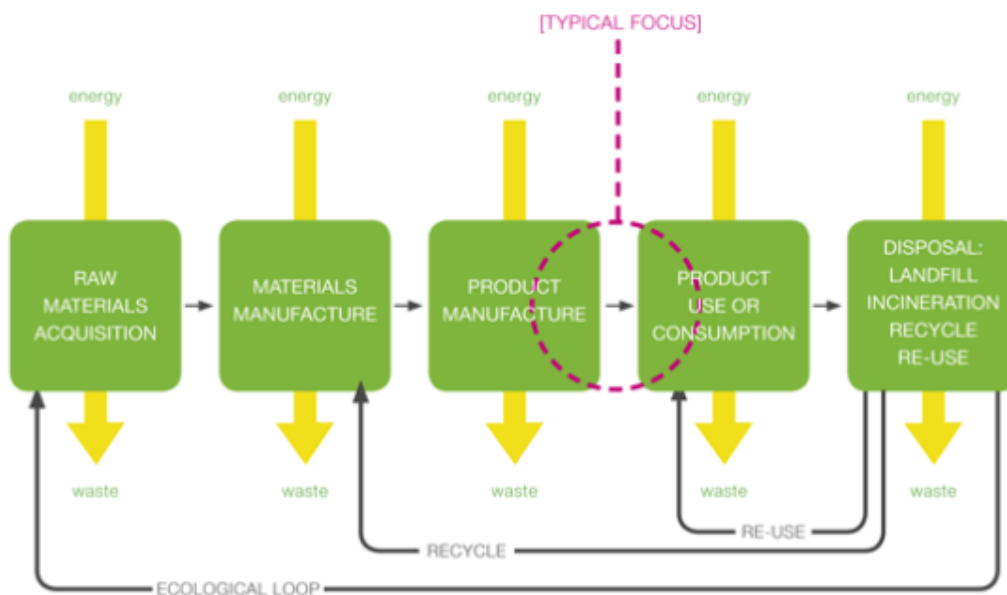 [TYPICAL FOCUS]
energy
energy
energy
energy
energy
RAW
MATERIALS
ACQUISITION
MATERIALS
MANUFACTURE
PRODUCT
MANUFACTURE
PRODUCT
USE OR
CONSUMPTION
DISPOSAL:
LANDFILL
INCINERATION
RECYCLE
RE-USE
waste
waste
waste
waste
waste
RE-USE
RECYCLE
ECOLOGICAL LOOP